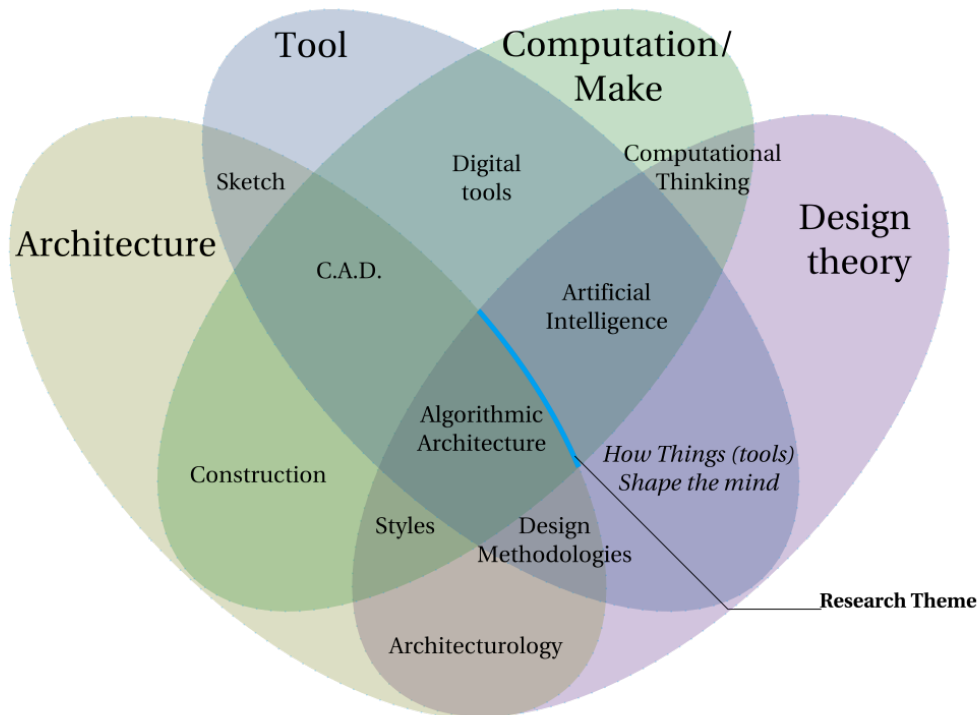 Tool
Computation/
Make
Architecture
Design
theory
Sketch
Digital
tools
Computational
Thinking
C.A.D.
Artificial
Intelligence
Algorithmic
Architecture
How Things (tools)
Shape the mind
Construction
Styles
Design
Methodologies
Research Theme
Architecturology